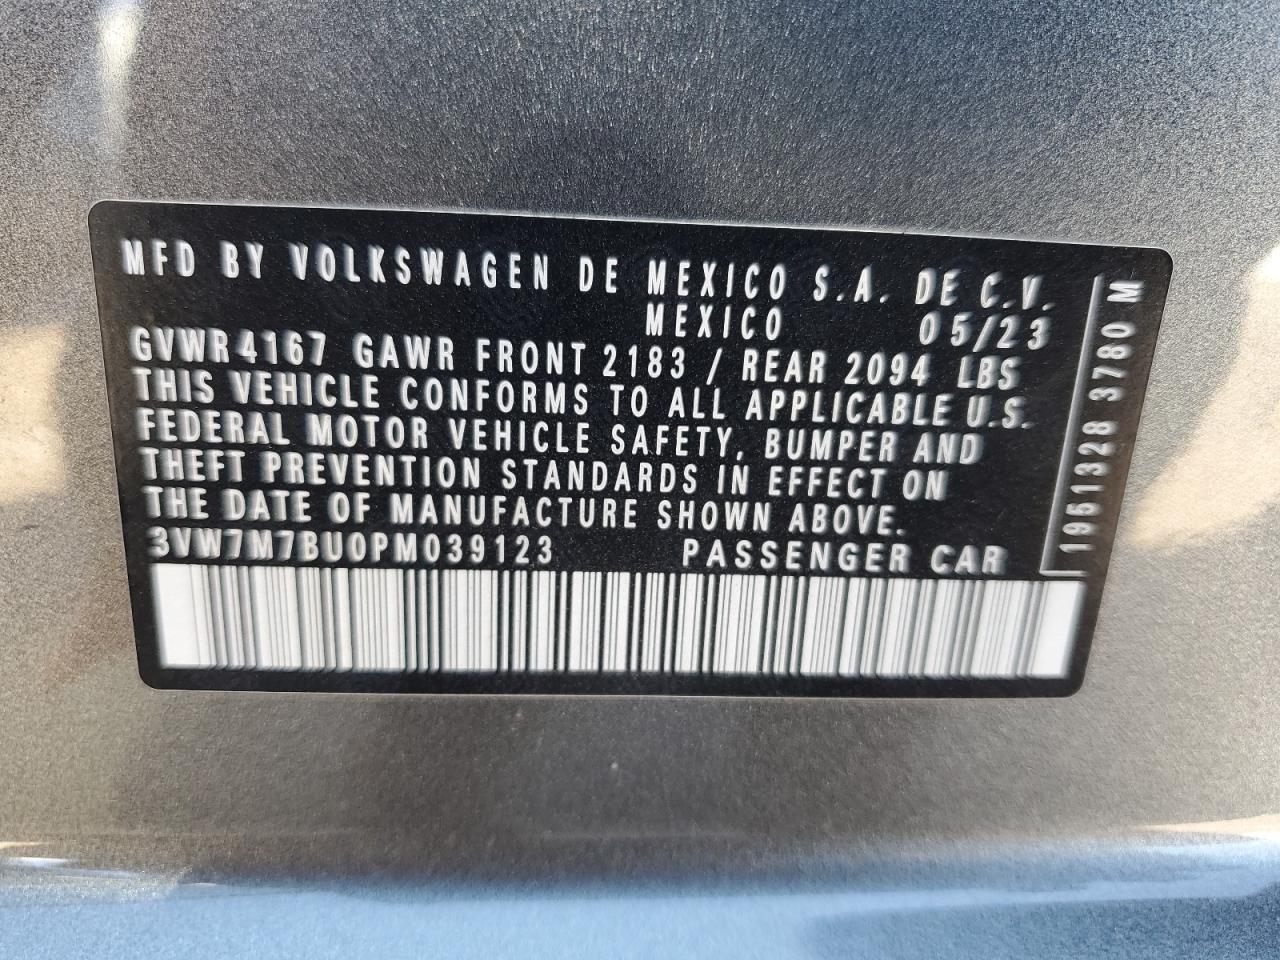 MFD BY VOLKSWAGEN DE MEXICO S.A. DE C.V.
MEXICO 05/23
GVWR 4167 GAWR FRONT 2183 / REAR 2094 LBS
THIS VEHICLE CONFORMS TO ALL APPLICABLE U.S.
FEDERAL MOTOR VEHICLE SAFETY, BUMPER AND
THEFT PREVENTION STANDARDS IN EFFECT ON
THE DATE OF MANUFACTURE SHOWN ABOVE.
3VW7M7BU0PM039123 PASSENGER CAR
1951328 3780 M